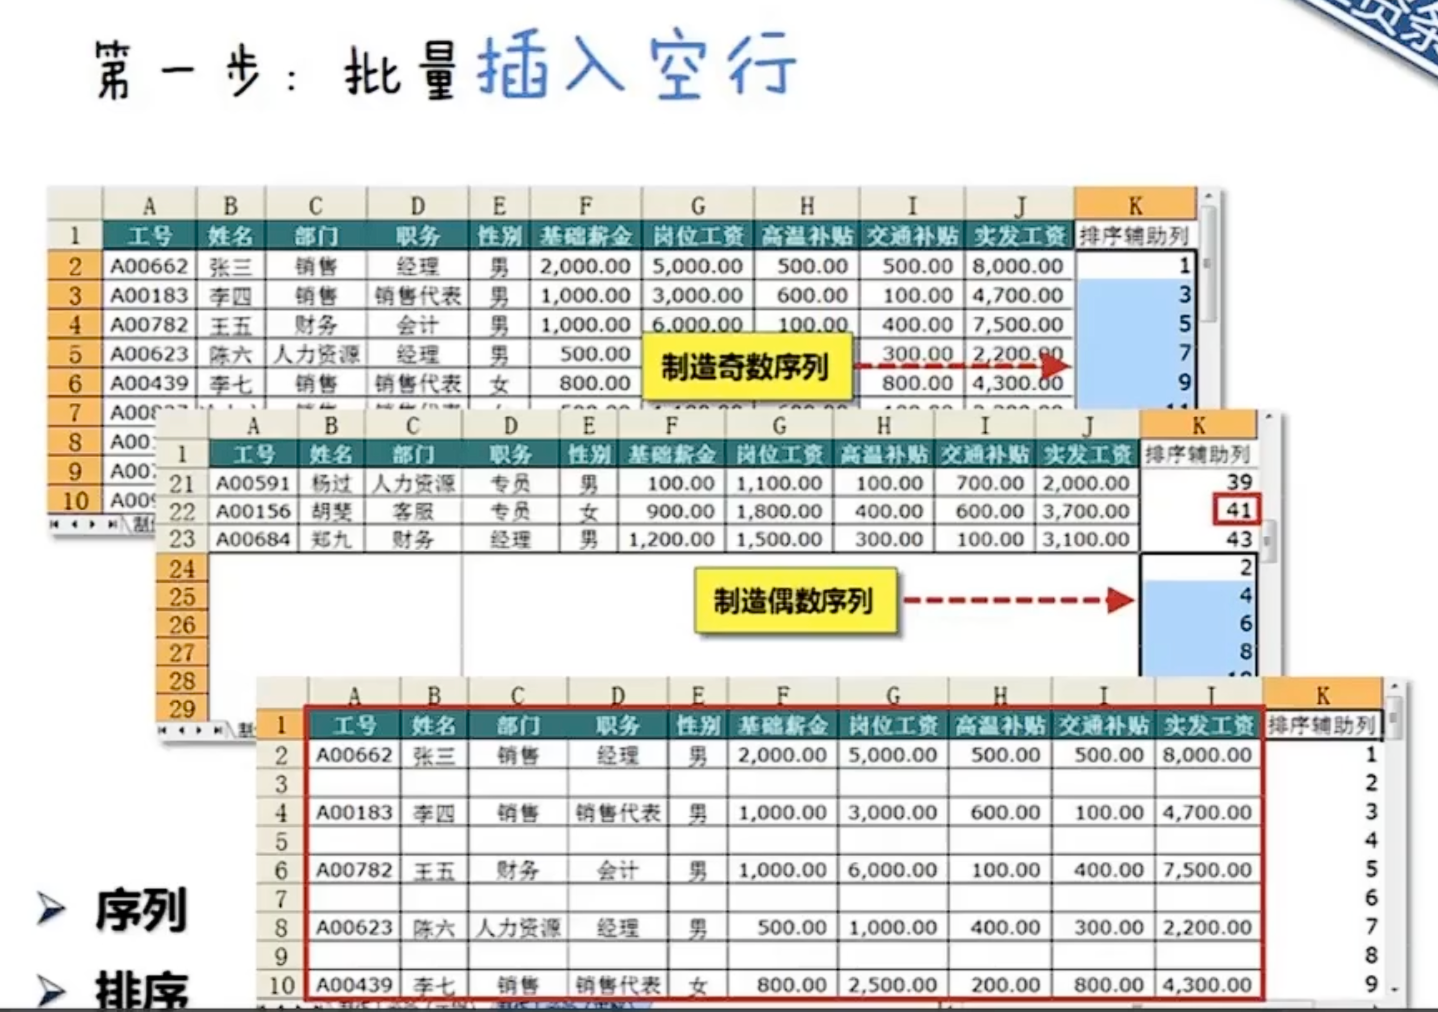 第一步：批量插入空行
A B C D E F G H I J K
1 工号 姓名 部门 职务 性别 基础薪金 岗位工资 高温补贴 交通补贴 实发工资 排序辅助列
2 A00662 张三 销售 经理 男 2,000.00 5,000.00 500.00 500.00 8,000.00 1
3 A00183 李四 销售 销售代表 男 1,000.00 3,000.00 600.00 100.00 4,700.00 3
4 A00782 王五 财务 会计 男 1,000.00 6,000.00 100.00 400.00 7,500.00 5
5 A00623 陈六 人力资源 经理 男 500.00 300.00 2,200.00 7
6 A00439 李七 销售 销售代表 女 800.00 800.00 4,300.00 9
制造奇数序列
7
8
9
10
A B C D E F G H I J K
1 工号 姓名 部门 职务 性别 基础薪金 岗位工资 高温补贴 交通补贴 实发工资 排序辅助列
21 A00591 杨过 人力资源 专员 男 100.00 1,100.00 100.00 700.00 2,000.00 39
22 A00156 胡斐 客服 专员 女 900.00 1,800.00 400.00 600.00 3,700.00 41
23 A00684 郑九 财务 经理 男 1,200.00 1,500.00 300.00 100.00 3,100.00 43
24 2
25 4
制造偶数序列
26 6
27 8
28
29
A B C D E F G H I J K
1 工号 姓名 部门 职务 性别 基础薪金 岗位工资 高温补贴 交通补贴 实发工资 排序辅助列
2 A00662 张三 销售 经理 男 2,000.00 5,000.00 500.00 500.00 8,000.00 1
3 2
4 A00183 李四 销售 销售代表 男 1,000.00 3,000.00 600.00 100.00 4,700.00 3
5 4
6 A00782 王五 财务 会计 男 1,000.00 6,000.00 100.00 400.00 7,500.00 5
7 6
8 A00623 陈六 人力资源 经理 男 500.00 1,000.00 400.00 300.00 2,200.00 7
9 8
10 A00439 李七 销售 销售代表 女 800.00 2,500.00 200.00 800.00 4,300.00 9
序列
排序